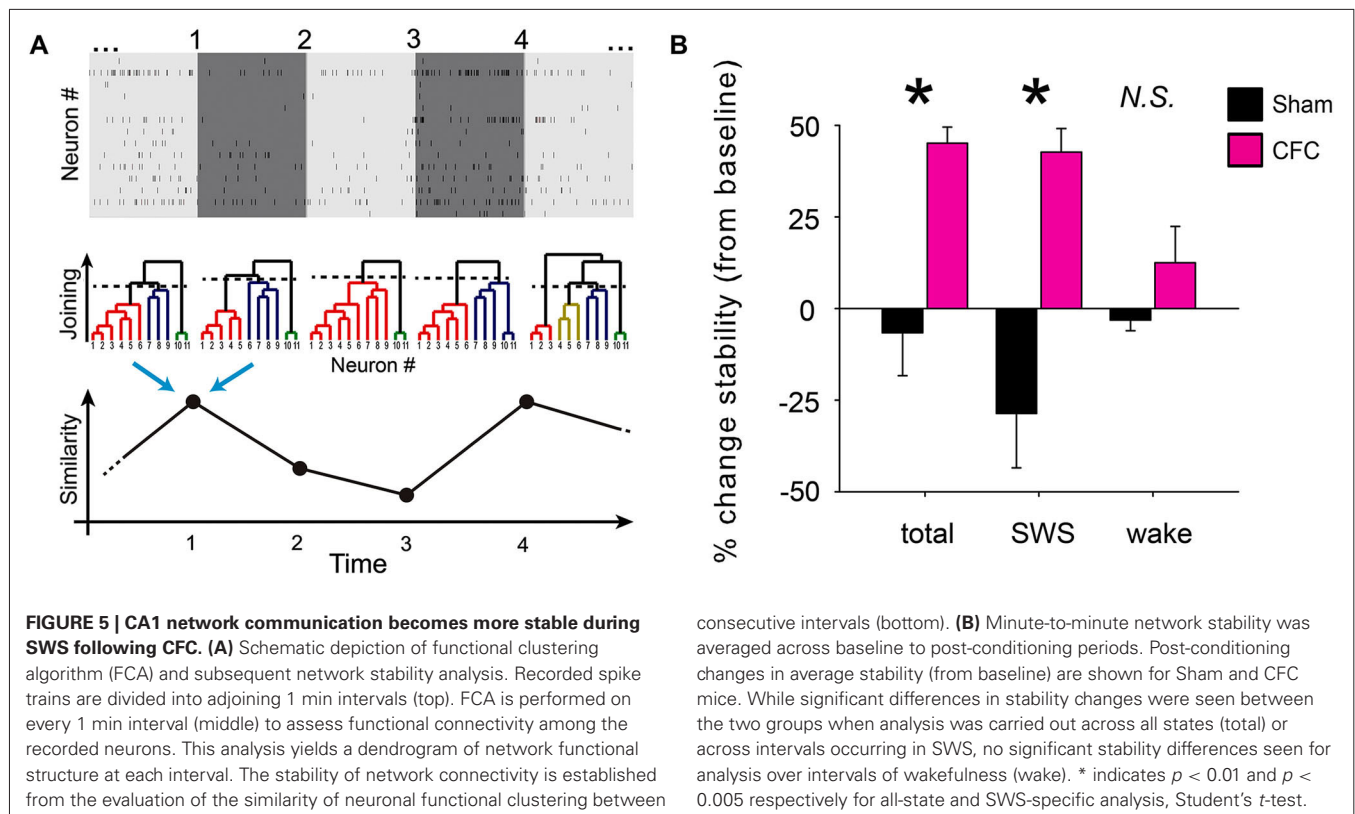 A
... 1 2 3 4 ...
Neuron #
Joining
1 2 3 4 5 6 7 8 9 10 11 1 2 3 4 5 6 7 8 9 10 11 1 2 3 4 5 6 7 8 9 10 11 1 2 3 4 5 6 7 8 9 10 11 1 2 3 4 5 6 7 8 9 10 11
Neuron #
Similarity
1 2 3 4
Time
B
% change stability (from baseline)
* * N.S.
Sham
CFC
50
25
0
-25
-50
total SWS wake
FIGURE 5 | CA1 network communication becomes more stable during
SWS following CFC. (A) Schematic depiction of functional clustering
algorithm (FCA) and subsequent network stability analysis. Recorded spike
trains are divided into adjoining 1 min intervals (top). FCA is performed on
every 1 min interval (middle) to assess functional connectivity among the
recorded neurons. This analysis yields a dendrogram of network functional
structure at each interval. The stability of network connectivity is established
from the evaluation of the similarity of neuronal functional clustering between
consecutive intervals (bottom). (B) Minute-to-minute network stability was
averaged across baseline to post-conditioning periods. Post-conditioning
changes in average stability (from baseline) are shown for Sham and CFC
mice. While significant differences in stability changes were seen between
the two groups when analysis was carried out across all states (total) or
across intervals occurring in SWS, no significant stability differences seen for
analysis over intervals of wakefulness (wake). * indicates p < 0.01 and p <
0.005 respectively for all-state and SWS-specific analysis, Student's t-test.